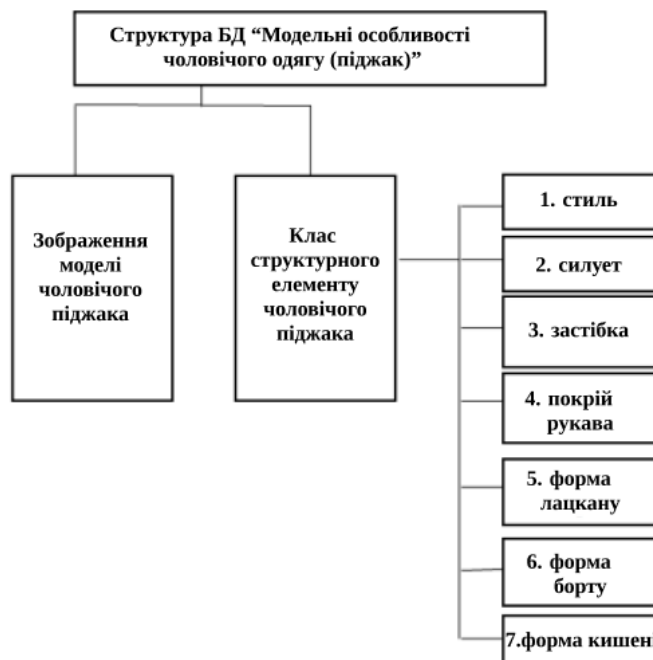 Структура БД “Модельні особливості
чоловічого одягу (піджак)”
Зображення
моделі
чоловічого
піджака
Клас
структурного
елементу
чоловічого
піджака
1. стиль
2. силует
3. застібка
4. покрій
рукава
5. форма
лацкану
6. форма
борту
7.форма кишені